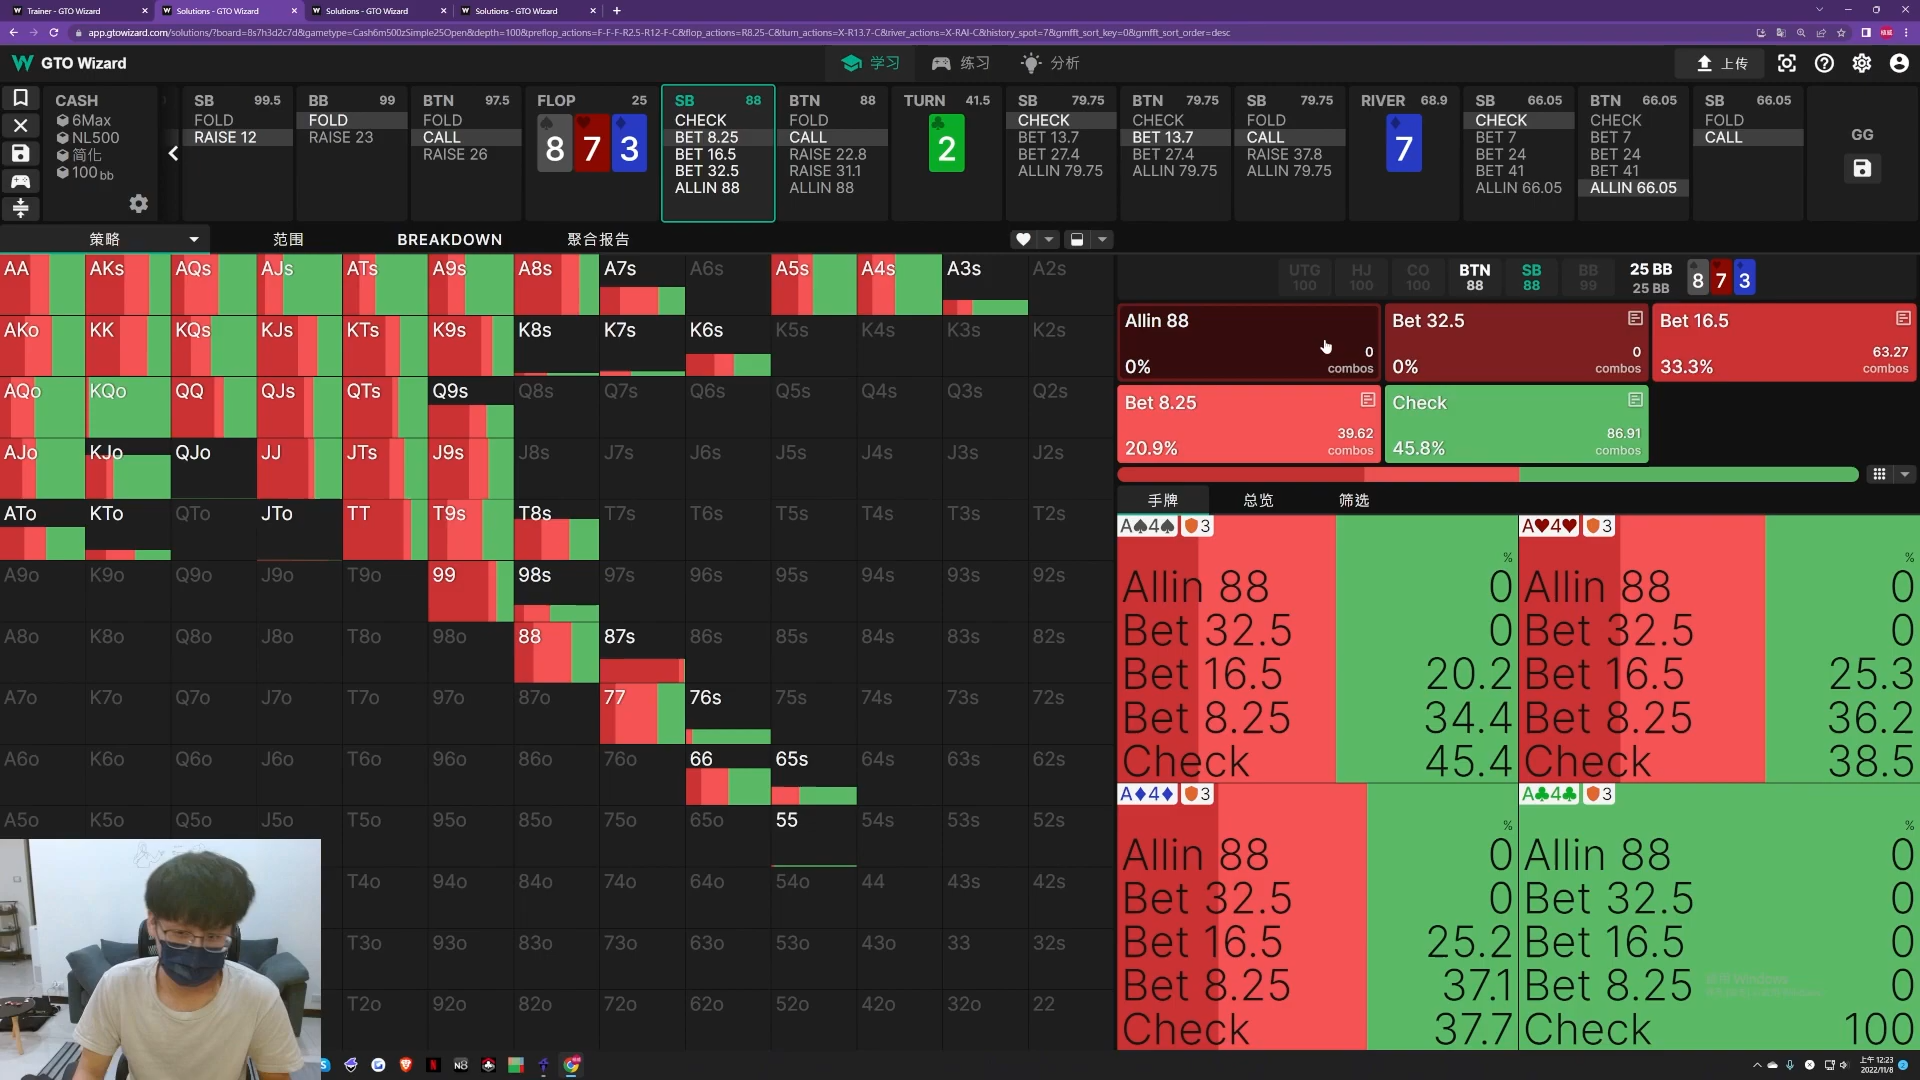 Trainer - GTO Wizard
Solutions - GTO Wizard
Solutions - GTO Wizard
Solutions - GTO Wizard
app.gtowizard.com/solutions/?board=8s7h3d2c7d&gametype=Cash6m500zSimple25Open&depth=100&preflop_actions=F-F-F-R2.5-R12-F-C&flop_actions=R8.25-C&turn_actions=X-R13.7-C&river_actions=X-RAI-C&history_spot=7&gmfft_sort_key=0&gmfft_sort_order=desc
GTO Wizard
学习
练习
分析
上传
CASH
6Max
NL500
简化
100bb
SB 99.5
FOLD
RAISE 12
BB 99
FOLD
RAISE 23
BTN 97.5
FOLD
CALL
RAISE 26
FLOP 25
8 7 3
SB 88
CHECK
BET 8.25
BET 16.5
BET 32.5
ALLIN 88
BTN 88
FOLD
CALL
RAISE 22.8
RAISE 31.1
ALLIN 88
TURN 41.5
2
SB 79.75
CHECK
BET 13.7
BET 27.4
ALLIN 79.75
BTN 79.75
CHECK
BET 13.7
BET 27.4
ALLIN 79.75
SB 79.75
FOLD
CALL
RAISE 37.8
ALLIN 79.75
RIVER 68.9
7
SB 66.05
CHECK
BET 7
BET 24
BET 41
ALLIN 66.05
BTN 66.05
CHECK
BET 7
BET 24
BET 41
ALLIN 66.05
SB 66.05
FOLD
CALL
GG
策略
范围
BREAKDOWN
聚合报告
AA AKs AQs AJs ATs A9s A8s A7s A6s A5s A4s A3s A2s
AKo KK KQs KJs KTs K9s K8s K7s K6s K5s K4s K3s K2s
AQo KQo QQ QJs QTs Q9s Q8s Q7s Q6s Q5s Q4s Q3s Q2s
AJo KJo QJo JJ JTs J9s J8s J7s J6s J5s J4s J3s J2s
ATo KTo QTo JTo TT T9s T8s T7s T6s T5s T4s T3s T2s
A9o K9o Q9o J9o T9o 99 98s 97s 96s 95s 94s 93s 92s
A8o K8o Q8o J8o T8o 98o 88 87s 86s 85s 84s 83s 82s
A7o K7o Q7o J7o T7o 97o 87o 77 76s 75s 74s 73s 72s
A6o K6o Q6o J6o T6o 96o 86o 76o 66 65s 64s 63s 62s
A5o K5o Q5o J5o T5o 95o 85o 75o 65o 55 54s 53s 52s
T4o 94o 84o 74o 64o 54o 44 43s 42s
T3o 93o 83o 73o 63o 53o 43o 33 32s
T2o 92o 82o 72o 62o 52o 42o 32o 22
UTG 100
HJ 100
CO 100
BTN 88
SB 88
BB 99
25 BB
25 BB
8 7 3
Allin 88
0%
0
combos
Bet 32.5
0%
0
combos
Bet 16.5
33.3%
63.27
combos
Bet 8.25
20.9%
39.62
combos
Check
45.8%
86.91
combos
手牌
总览
筛选
A♠4♠ 3
%
Allin 88 0
Bet 32.5 0
Bet 16.5 20.2
Bet 8.25 34.4
Check 45.4
A♥4♥ 3
%
Allin 88 0
Bet 32.5 0
Bet 16.5 25.3
Bet 8.25 36.2
Check 38.5
A♦4♦ 3
%
Allin 88 0
Bet 32.5 0
Bet 16.5 25.2
Bet 8.25 37.1
Check 37.7
A♣4♣ 3
%
Allin 88 0
Bet 32.5 0
Bet 16.5 0
Bet 8.25 0
Check 100
N8
上午 12:23
2022/11/8